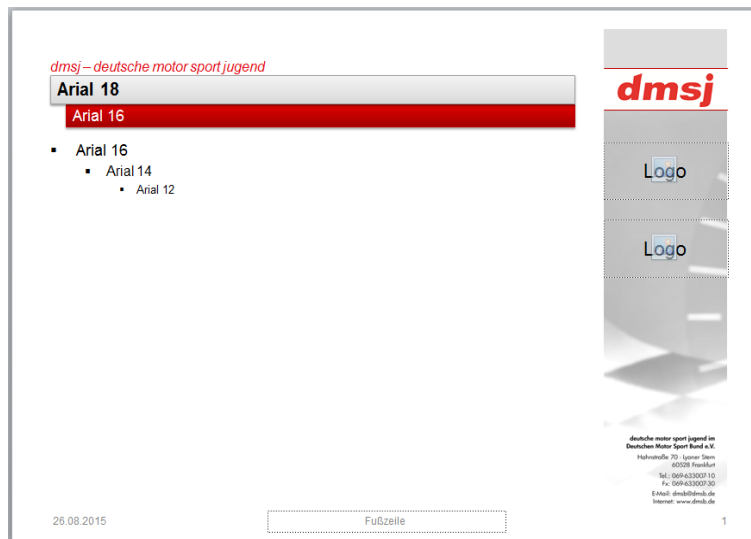 dmsj – deutsche motor sport jugend
Arial 18
Arial 16
▪ Arial 16
▪ Arial 14
▪ Arial 12
dmsj
Logo
Logo
deutsche motor sport jugend im
Deutschen Motor Sport Bund e.V.
Hahnstraße 70 · Lyoner Stern
60528 Frankfurt
Tel.: 069-633007-10
Fx: 069-633007-30
E-Mail: dmsb@dmsb.de
Internet: www.dmsb.de
26.08.2015
Fußzeile
1